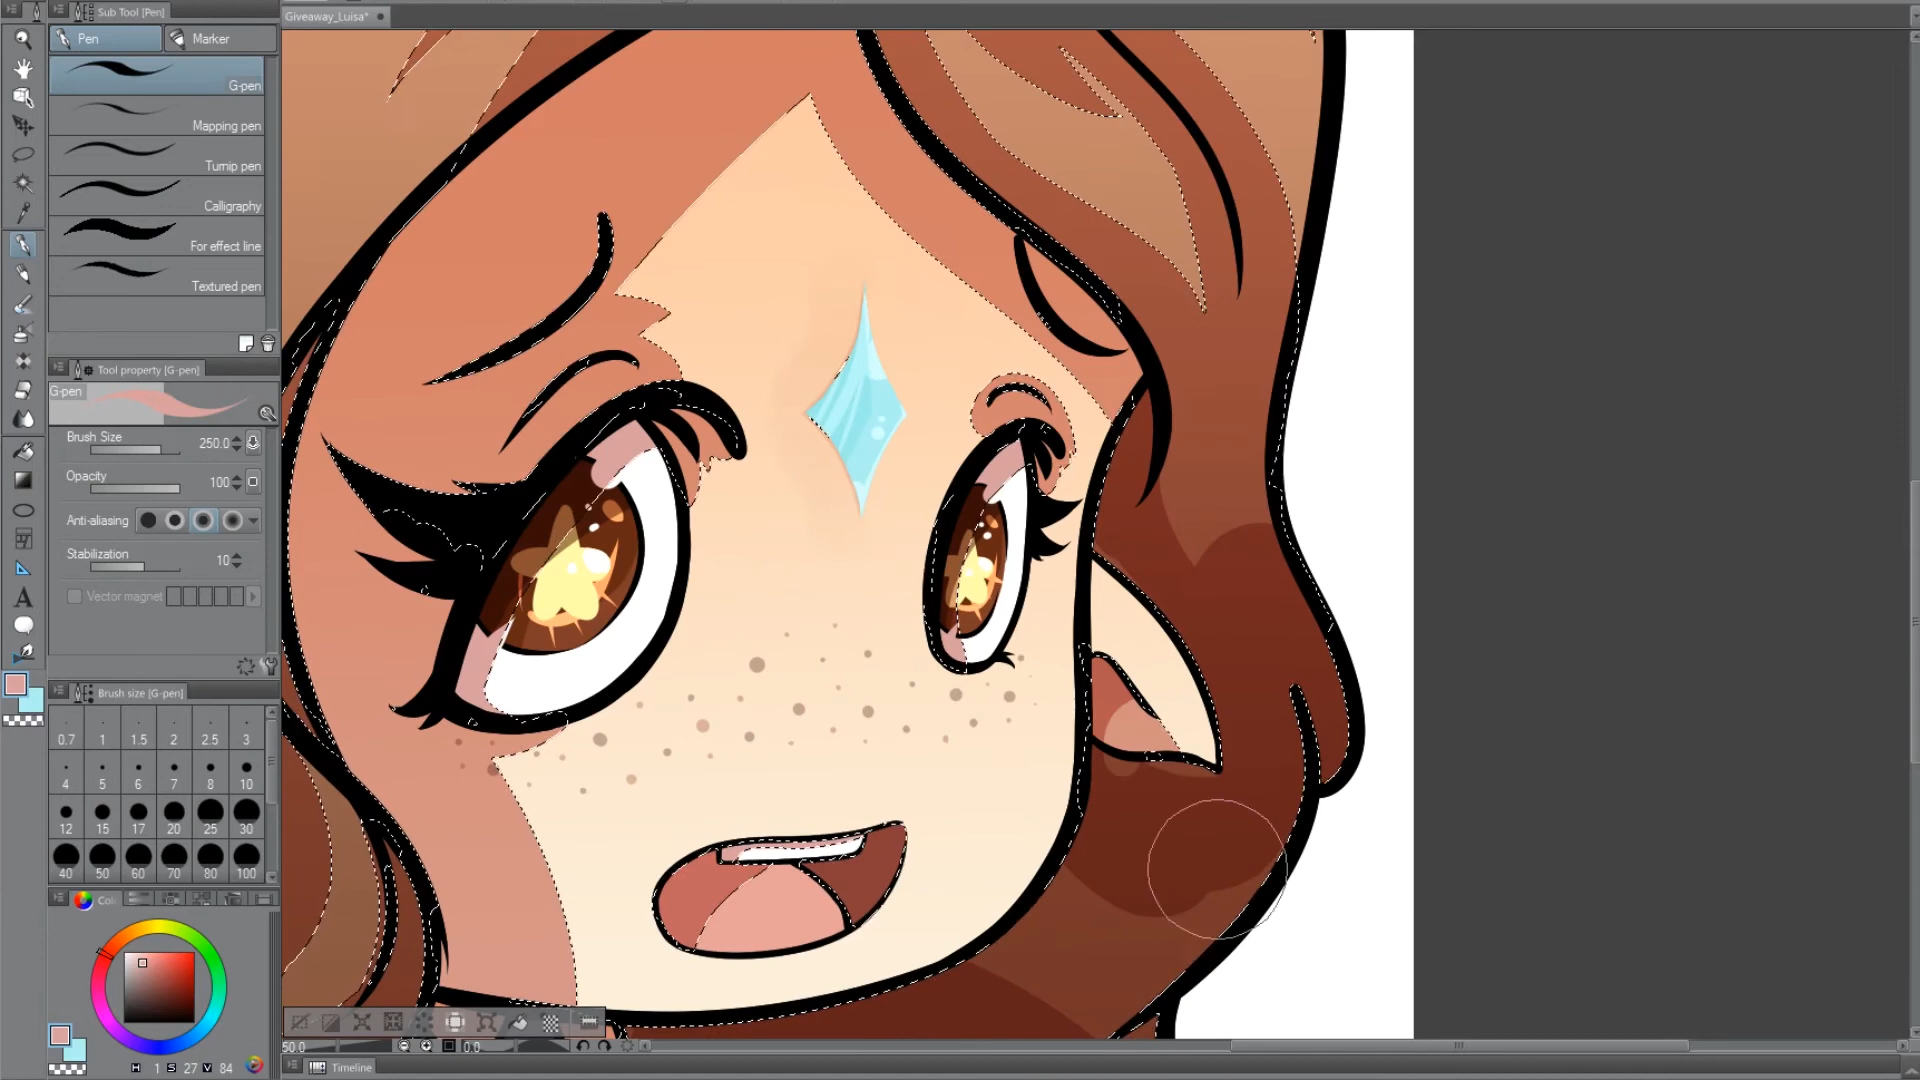 Sub Tool [Pen]
Giveaway_Luisa*
Pen
Marker
G-pen
Mapping pen
Turnip pen
Calligraphy
For effect line
Textured pen
Tool property [G-pen]
G-pen
Brush Size 250.0
Opacity 100
Anti-aliasing
Stabilization 10
Vector magnet
Brush size [G-pen]
0.7 1 1.5 2 2.5 3
4 5 6 7 8 10
12 15 17 20 25 30
40 50 60 70 80 100
Col
50.0 0.0
H 1 S 27 V 84
Timeline